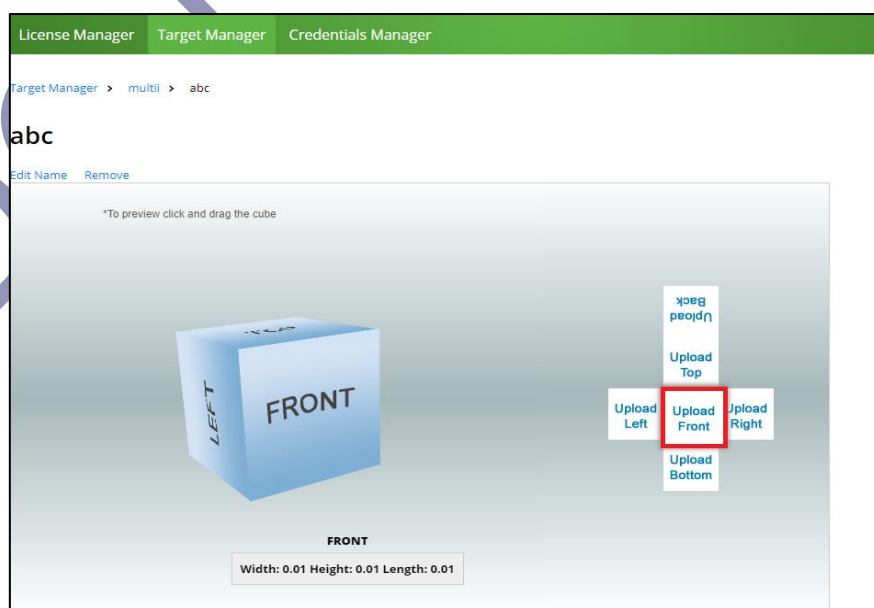 License Manager Target Manager Credentials Manager
Target Manager > multii > abc
abc
Edit Name Remove
*To preview click and drag the cube
Upload
Back
Upload
Top
TOP
LEFT
FRONT
Upload
Left
Upload
Front
Upload
Right
Upload
Bottom
FRONT
Width: 0.01 Height: 0.01 Length: 0.01